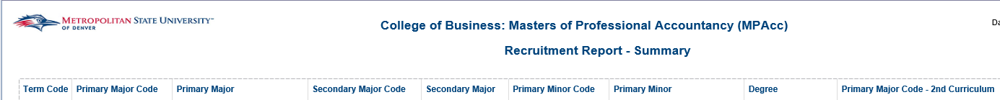 METROPOLITAN STATE UNIVERSITY™
OF DENVER
College of Business: Masters of Professional Accountancy (MPAcc)
Da
Recruitment Report - Summary
Term Code Primary Major Code Primary Major Secondary Major Code Secondary Major Primary Minor Code Primary Minor Degree Primary Major Code - 2nd Curriculum